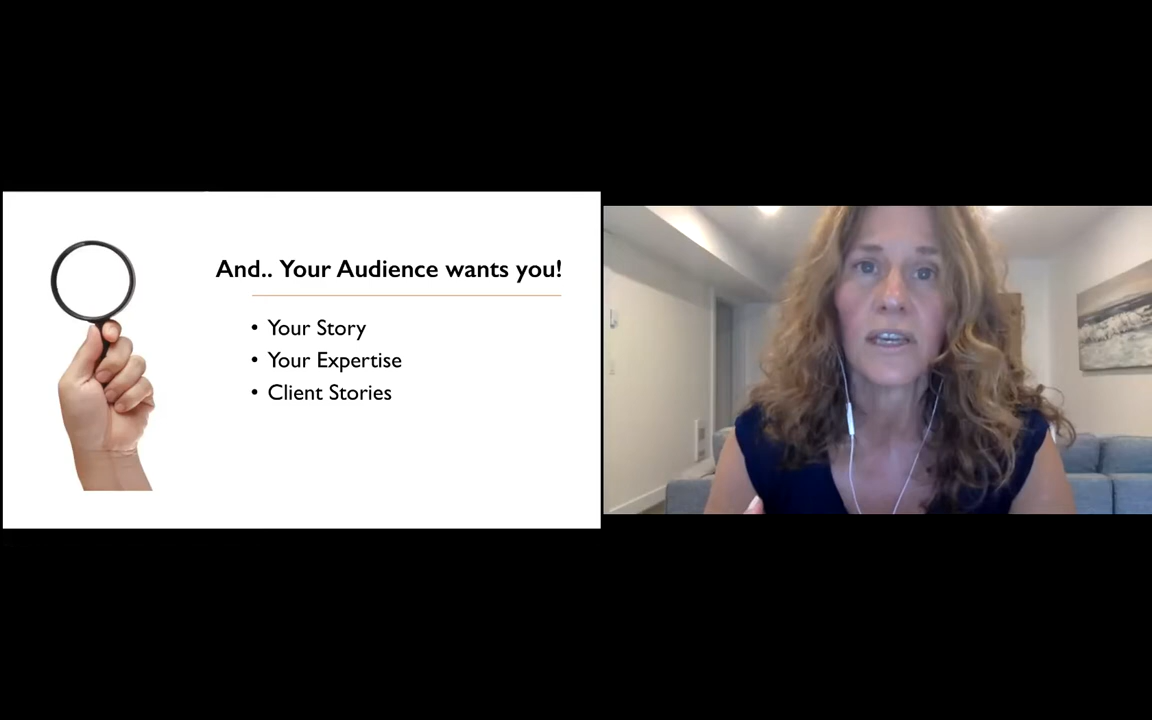 And.. Your Audience wants you!
• Your Story
• Your Expertise
• Client Stories